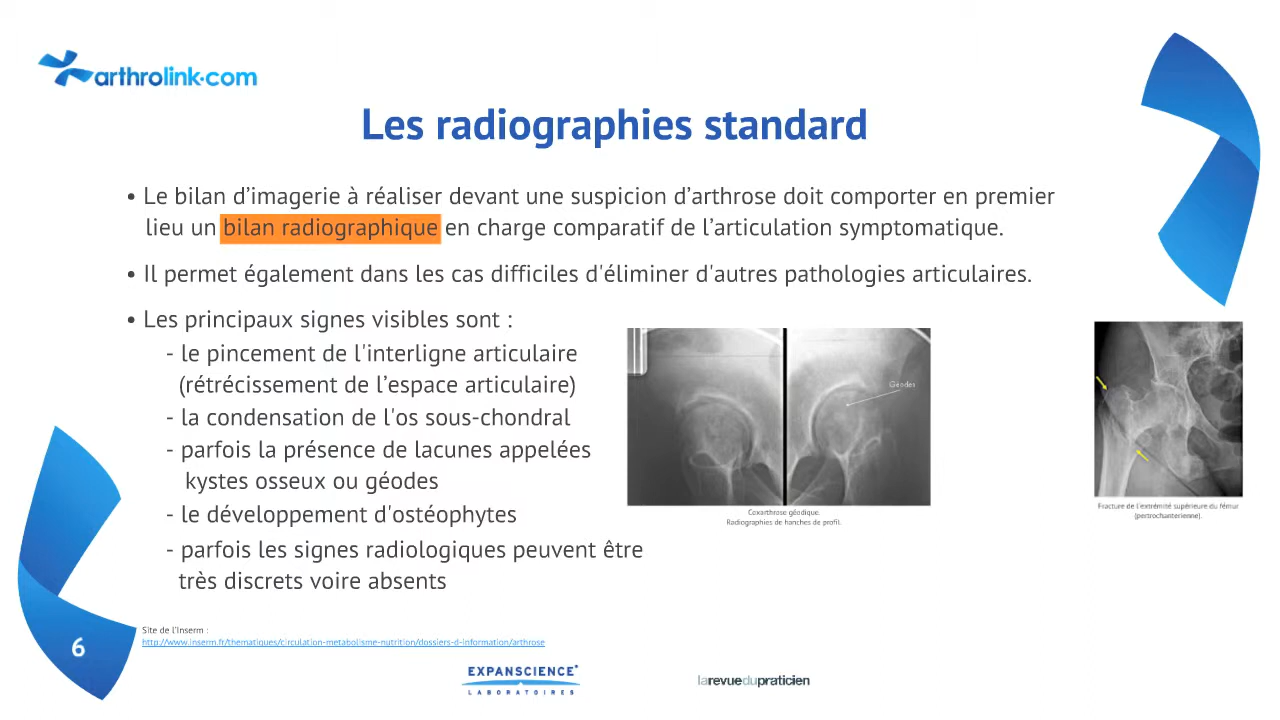 arthrolink.com
Les radiographies standard
• Le bilan d’imagerie à réaliser devant une suspicion d’arthrose doit comporter en premier
lieu un bilan radiographique en charge comparatif de l’articulation symptomatique.
• Il permet également dans les cas difficiles d'éliminer d'autres pathologies articulaires.
• Les principaux signes visibles sont :
- le pincement de l'interligne articulaire
(rétrécissement de l’espace articulaire)
- la condensation de l'os sous-chondral
- parfois la présence de lacunes appelées
kystes osseux ou géodes
- le développement d'ostéophytes
- parfois les signes radiologiques peuvent être
très discrets voire absents
Géodes
Coxarthrose géodique.
Radiographies de hanches de profil.
Fracture de l'extrémité supérieure du fémur
(pertrochanterienne).
6
Site de l’Inserm :
http://www.inserm.fr/thematiques/circulation-metabolisme-nutrition/dossiers-d-information/arthrose
EXPANSCIENCE
LABORATOIRES
larevuedupraticien